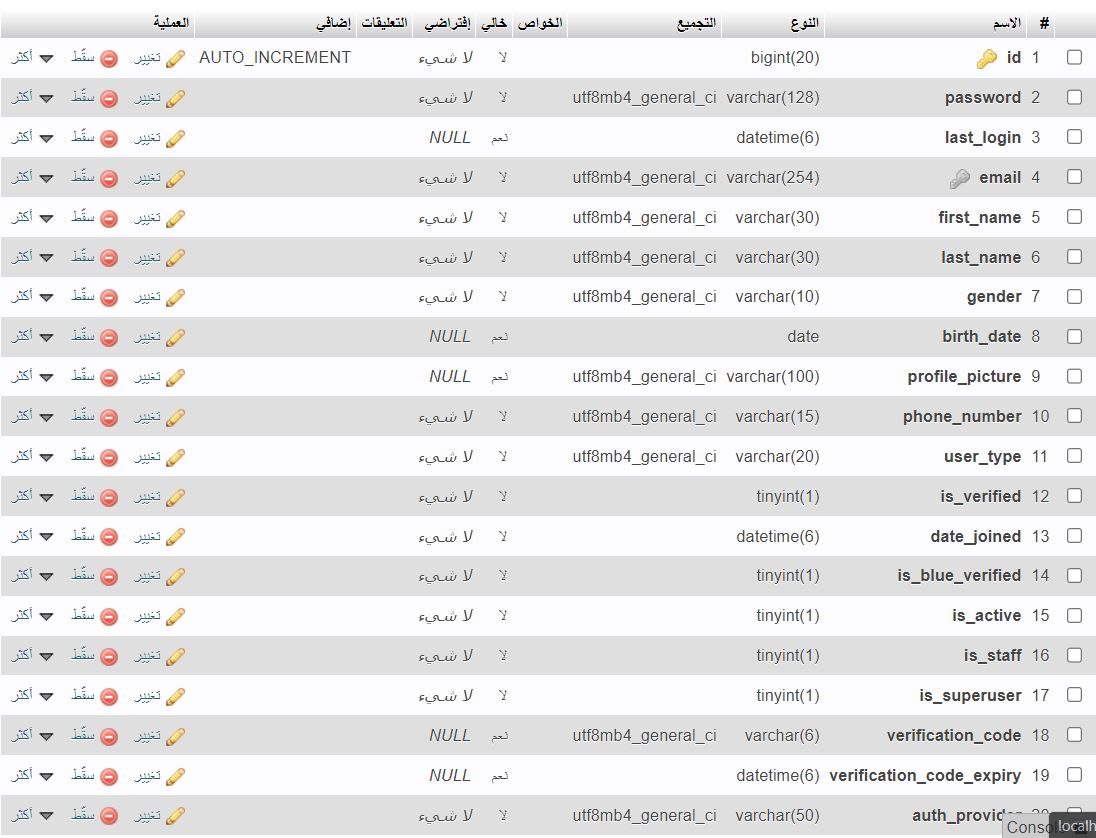 # الاسم النوع التجميع الخواص خالي إفتراضي التعليقات إضافي العملية
1 id bigint(20) لا لا شيء AUTO_INCREMENT تغيير سقّط أكثر
2 password varchar(128) utf8mb4_general_ci لا لا شيء تغيير سقّط أكثر
3 last_login datetime(6) نعم NULL تغيير سقّط أكثر
4 email varchar(254) utf8mb4_general_ci لا لا شيء تغيير سقّط أكثر
5 first_name varchar(30) utf8mb4_general_ci لا لا شيء تغيير سقّط أكثر
6 last_name varchar(30) utf8mb4_general_ci لا لا شيء تغيير سقّط أكثر
7 gender varchar(10) utf8mb4_general_ci لا لا شيء تغيير سقّط أكثر
8 birth_date date نعم NULL تغيير سقّط أكثر
9 profile_picture varchar(100) utf8mb4_general_ci نعم NULL تغيير سقّط أكثر
10 phone_number varchar(15) utf8mb4_general_ci لا لا شيء تغيير سقّط أكثر
11 user_type varchar(20) utf8mb4_general_ci لا لا شيء تغيير سقّط أكثر
12 is_verified tinyint(1) لا لا شيء تغيير سقّط أكثر
13 date_joined datetime(6) لا لا شيء تغيير سقّط أكثر
14 is_blue_verified tinyint(1) لا لا شيء تغيير سقّط أكثر
15 is_active tinyint(1) لا لا شيء تغيير سقّط أكثر
16 is_staff tinyint(1) لا لا شيء تغيير سقّط أكثر
17 is_superuser tinyint(1) لا لا شيء تغيير سقّط أكثر
18 verification_code varchar(6) utf8mb4_general_ci نعم NULL تغيير سقّط أكثر
19 verification_code_expiry datetime(6) نعم NULL تغيير سقّط أكثر
varchar(50) utf8mb4_general_ci لا لا شيء تغيير سقّط أكثر